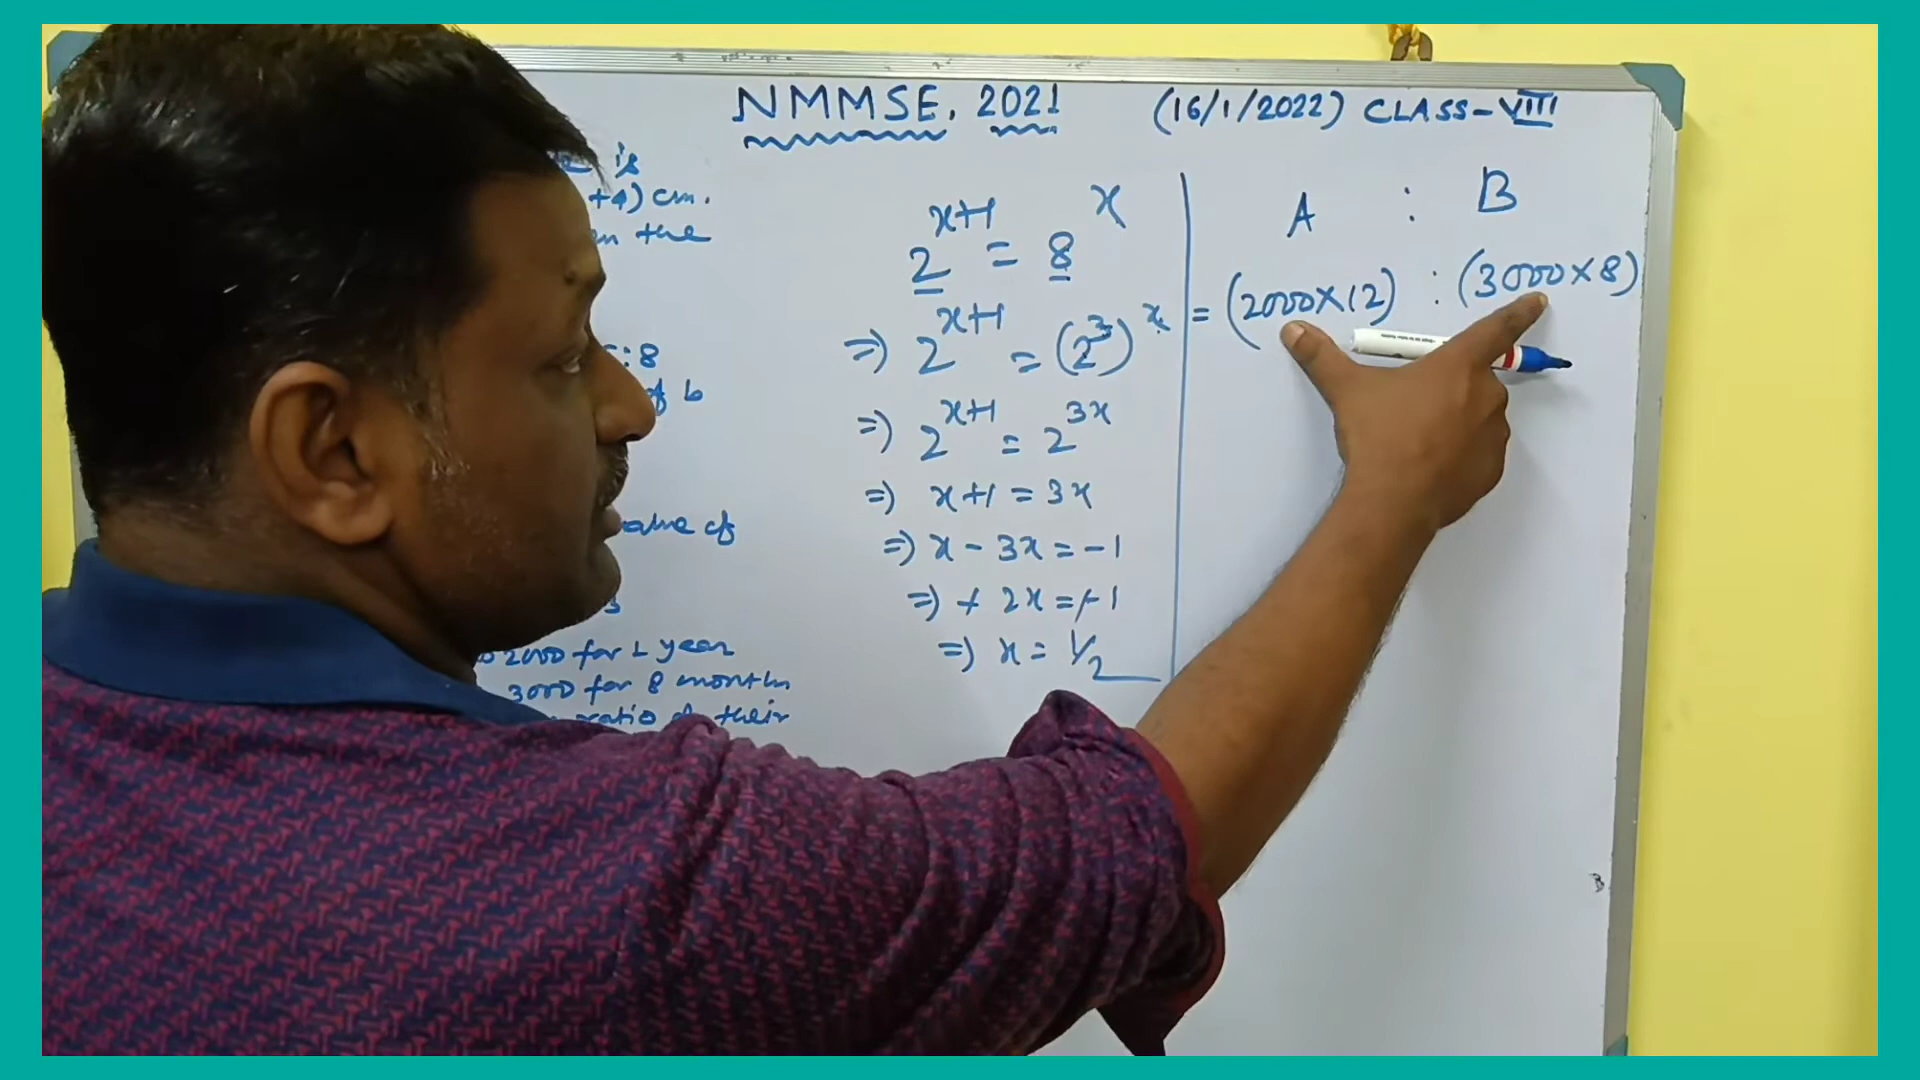 NMMSE, 2021 (16/1/2022) CLASS-VIII
is
+4) cm.
the
:8
of b
value of
3
2000 for 1 year
3000 for 8 months
ratio of their
2^{x+1} = 8^x
=> 2^{x+1} = (2^3)^x
=> 2^{x+1} = 2^{3x}
=> x+1 = 3x
=> x - 3x = -1
=> + 2x = +1
=> x = 1/2
A : B
= (2000×12) : (3000×8)
B